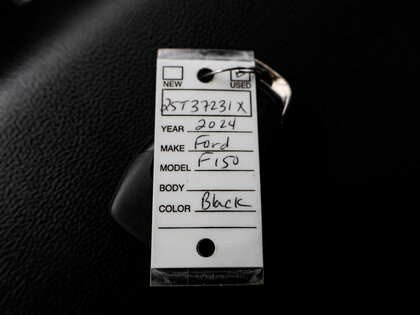 NEW USED
25T37231X
YEAR 2024
MAKE Ford
MODEL F150
BODY
COLOR Black